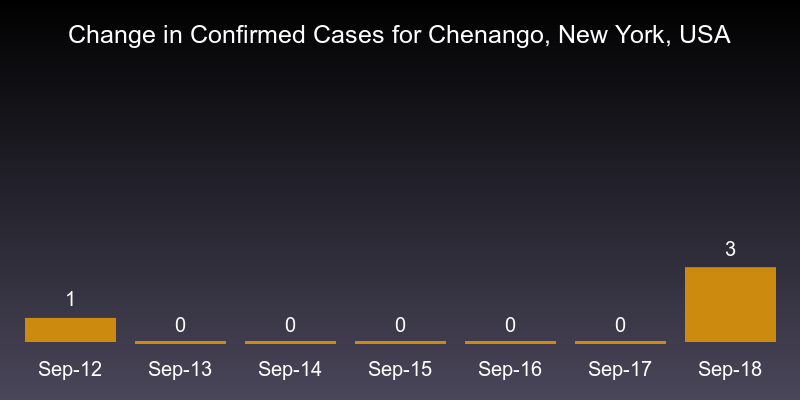 Change in Confirmed Cases for Chenango, New York, USA
3
1
0 0 0 0 0
Sep-12 Sep-13 Sep-14 Sep-15 Sep-16 Sep-17 Sep-18